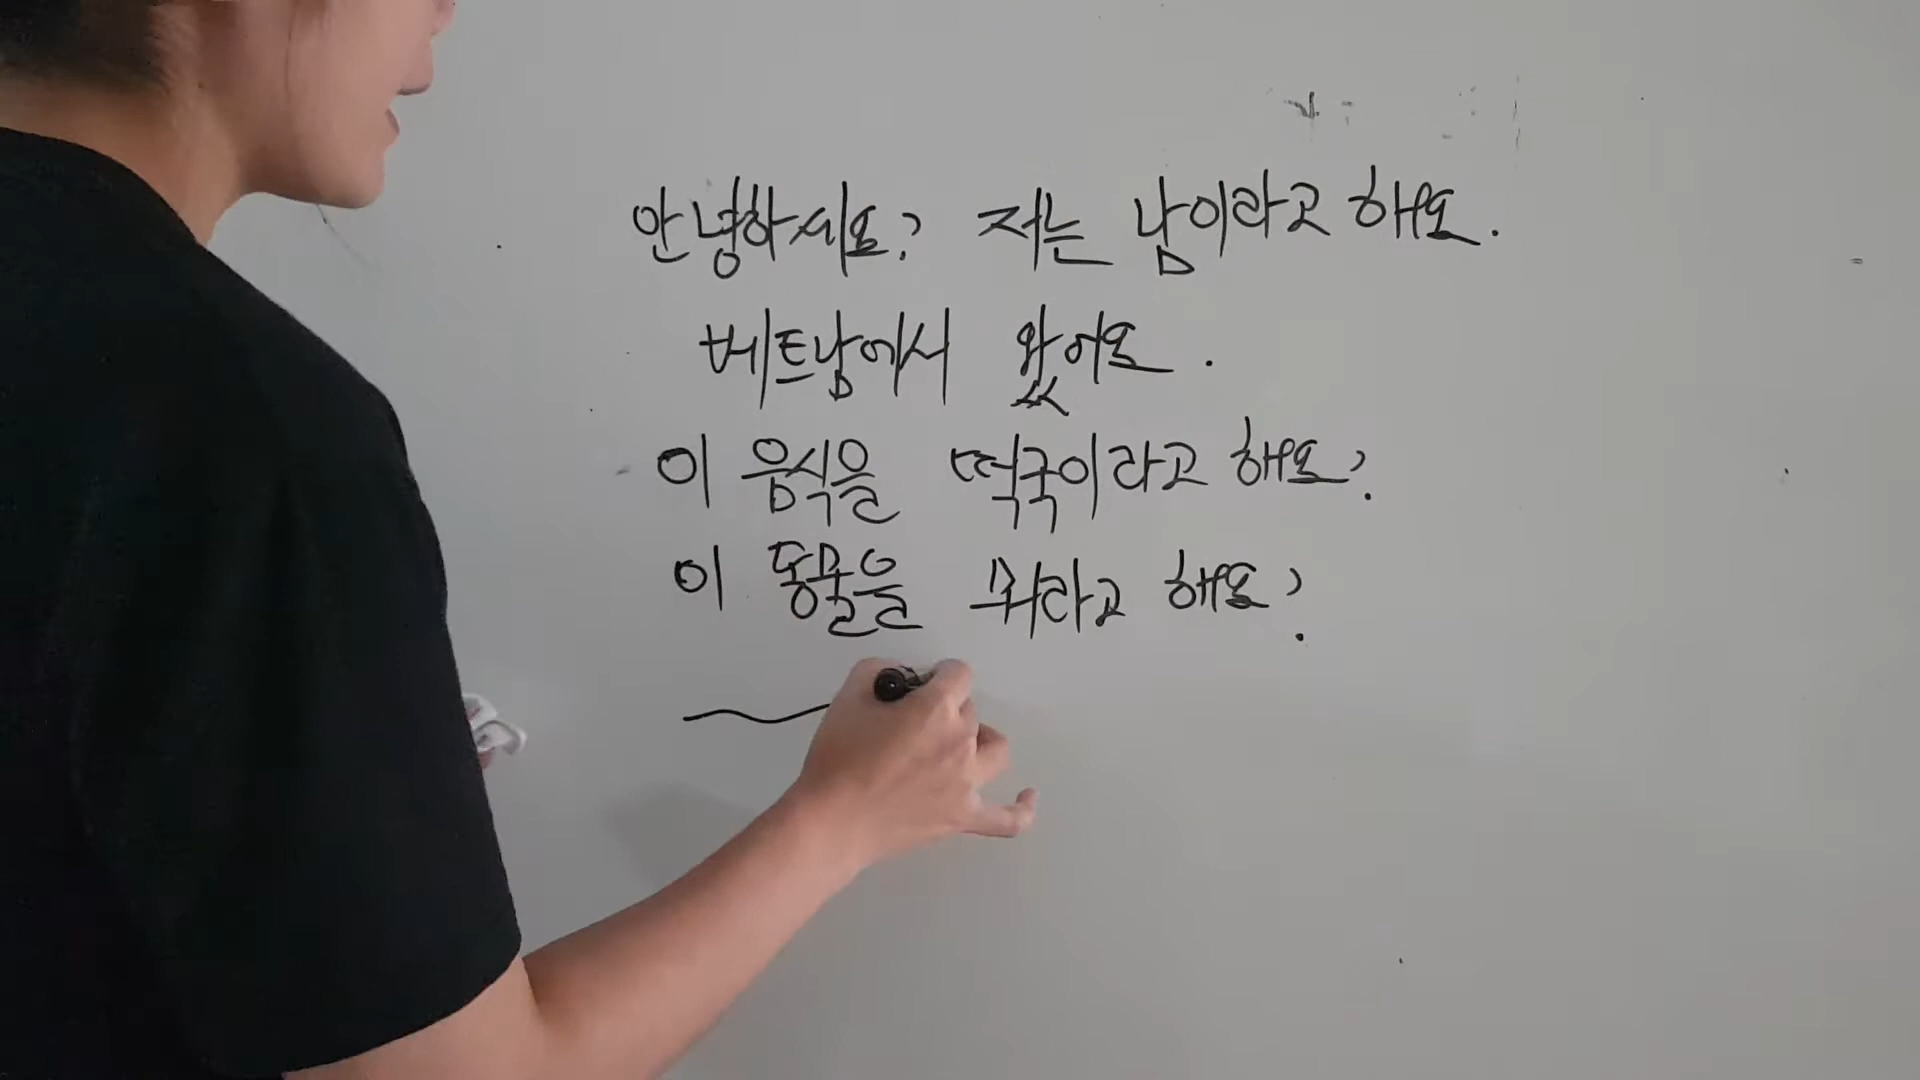 안녕하세요? 저는 남이라고 해요.
베트남에서 왔어요.
이 음식을 떡국이라고 해요?
이 동물을 뭐라고 해요?